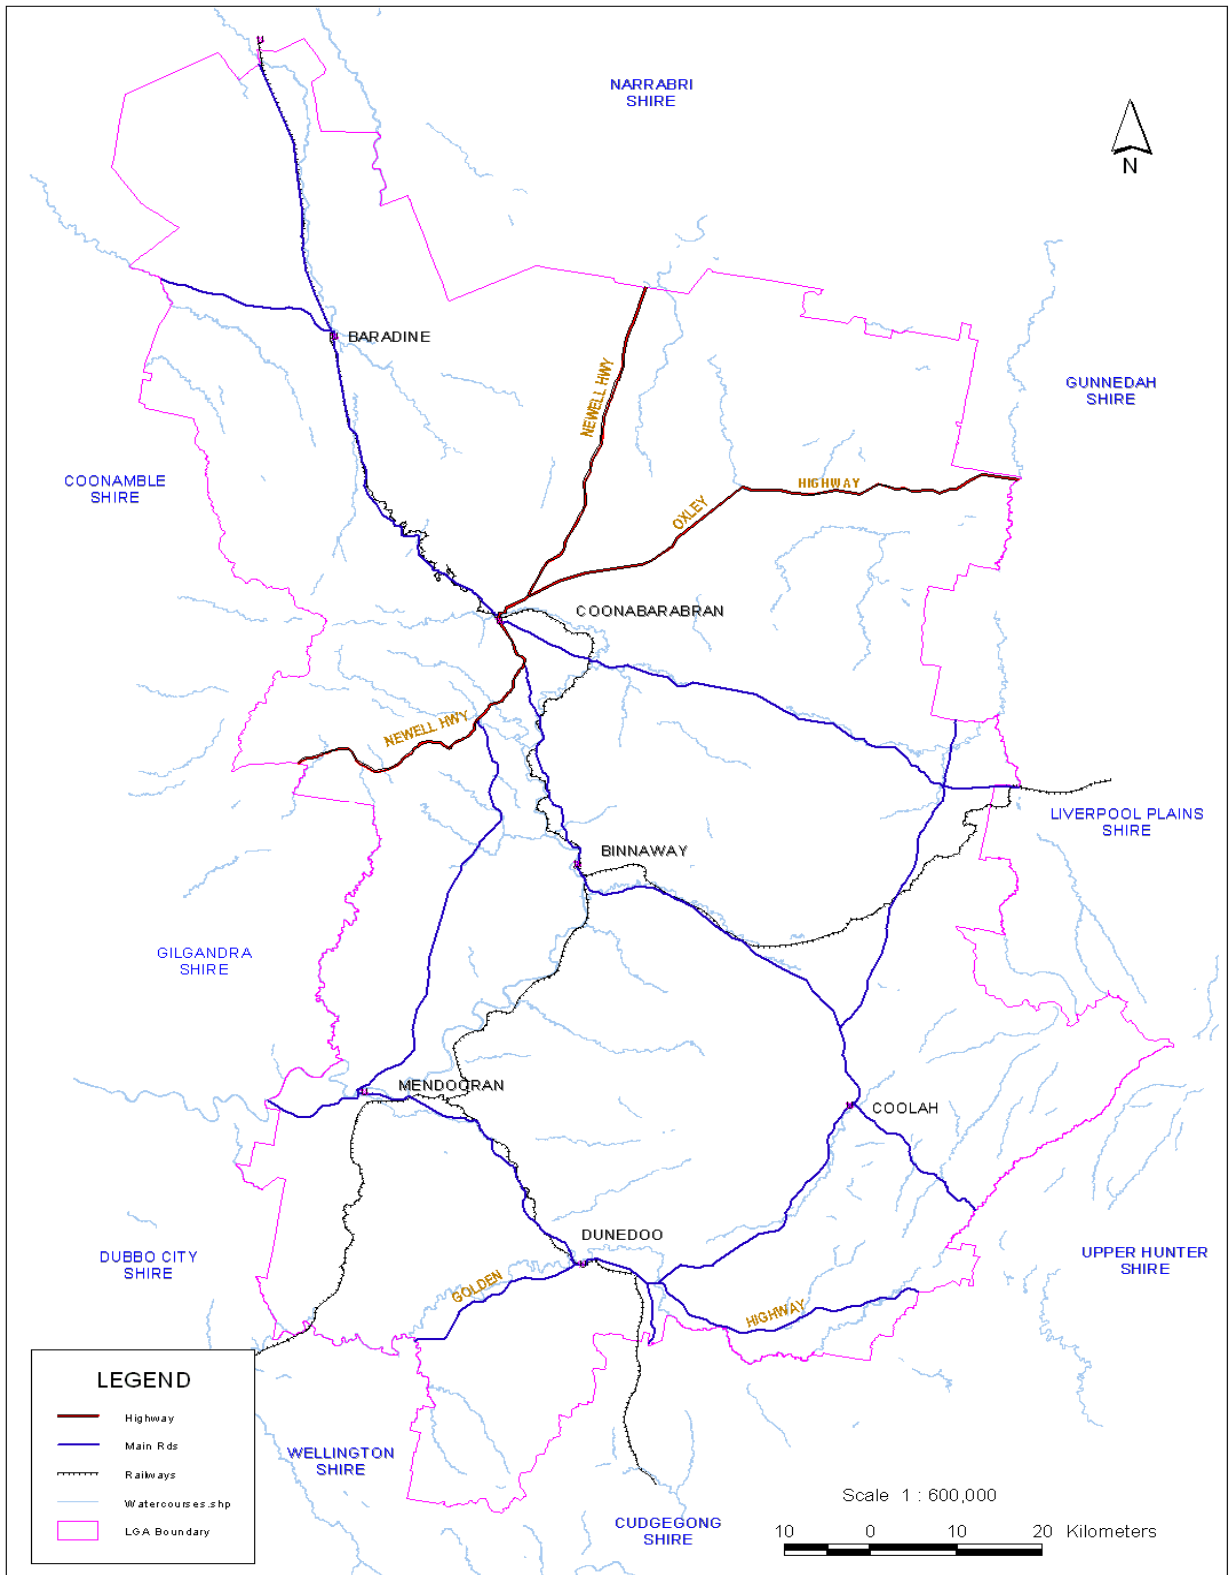 NARRABRI
SHIRE
N
BARADINE
NEWELL HWY
GUNNEDAH
SHIRE
COONAMBLE
SHIRE
HIGHWAY
OXLEY
COONABARABRAN
NEWELL HWY
LIVERPOOL PLAINS
SHIRE
BINNAWAY
GILGANDRA
SHIRE
MENDOORAN
COOLAH
DUNEDOO
DUBBO CITY
SHIRE
UPPER HUNTER
SHIRE
GOLDEN
HIGHWAY
LEGEND
Highway
Main Rds
Railways
Watercourses.shp
LGA Boundary
WELLINGTON
SHIRE
CUDGEGONG
SHIRE
Scale 1 : 600,000
10 0 10 20 Kilometers